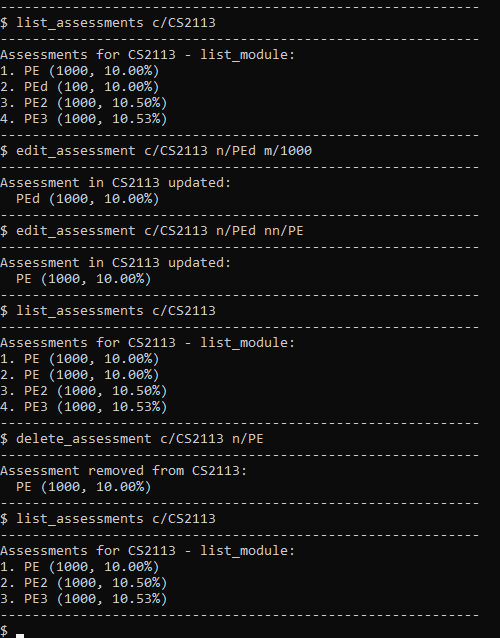 ------------------------------------------------------------
$ list_assessments c/CS2113
------------------------------------------------------------
Assessments for CS2113 - list_module:
1. PE (1000, 10.00%)
2. PEd (100, 10.00%)
3. PE2 (1000, 10.50%)
4. PE3 (1000, 10.53%)
------------------------------------------------------------
$ edit_assessment c/CS2113 n/PEd m/1000
------------------------------------------------------------
Assessment in CS2113 updated:
  PEd (1000, 10.00%)
------------------------------------------------------------
$ edit_assessment c/CS2113 n/PEd nn/PE
------------------------------------------------------------
Assessment in CS2113 updated:
  PE (1000, 10.00%)
------------------------------------------------------------
$ list_assessments c/CS2113
------------------------------------------------------------
Assessments for CS2113 - list_module:
1. PE (1000, 10.00%)
2. PE (1000, 10.00%)
3. PE2 (1000, 10.50%)
4. PE3 (1000, 10.53%)
------------------------------------------------------------
$ delete_assessment c/CS2113 n/PE
------------------------------------------------------------
Assessment removed from CS2113:
  PE (1000, 10.00%)
------------------------------------------------------------
$ list_assessments c/CS2113
------------------------------------------------------------
Assessments for CS2113 - list_module:
1. PE (1000, 10.00%)
2. PE2 (1000, 10.50%)
3. PE3 (1000, 10.53%)
------------------------------------------------------------
$